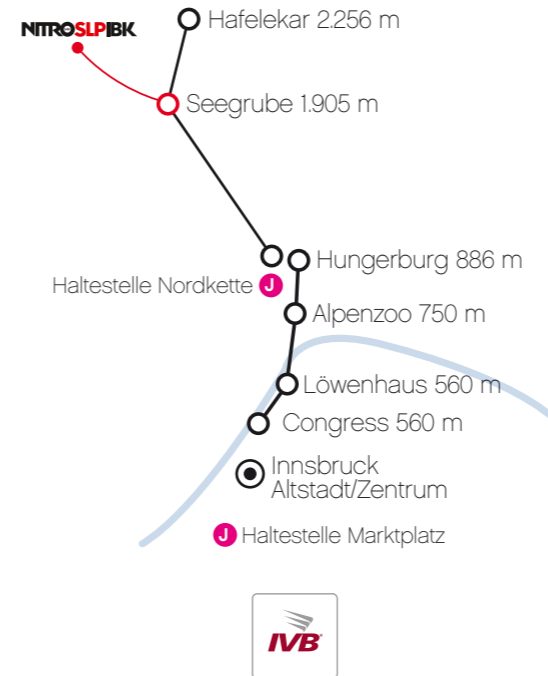 Hafelekar 2.256 m
NITROSLPIBK
Seegrube 1.905 m
Hungerburg 886 m
Haltestelle Nordkette J
Alpenzoo 750 m
Löwenhaus 560 m
Congress 560 m
Innsbruck
Altstadt/Zentrum
J Haltestelle Marktplatz
IVB